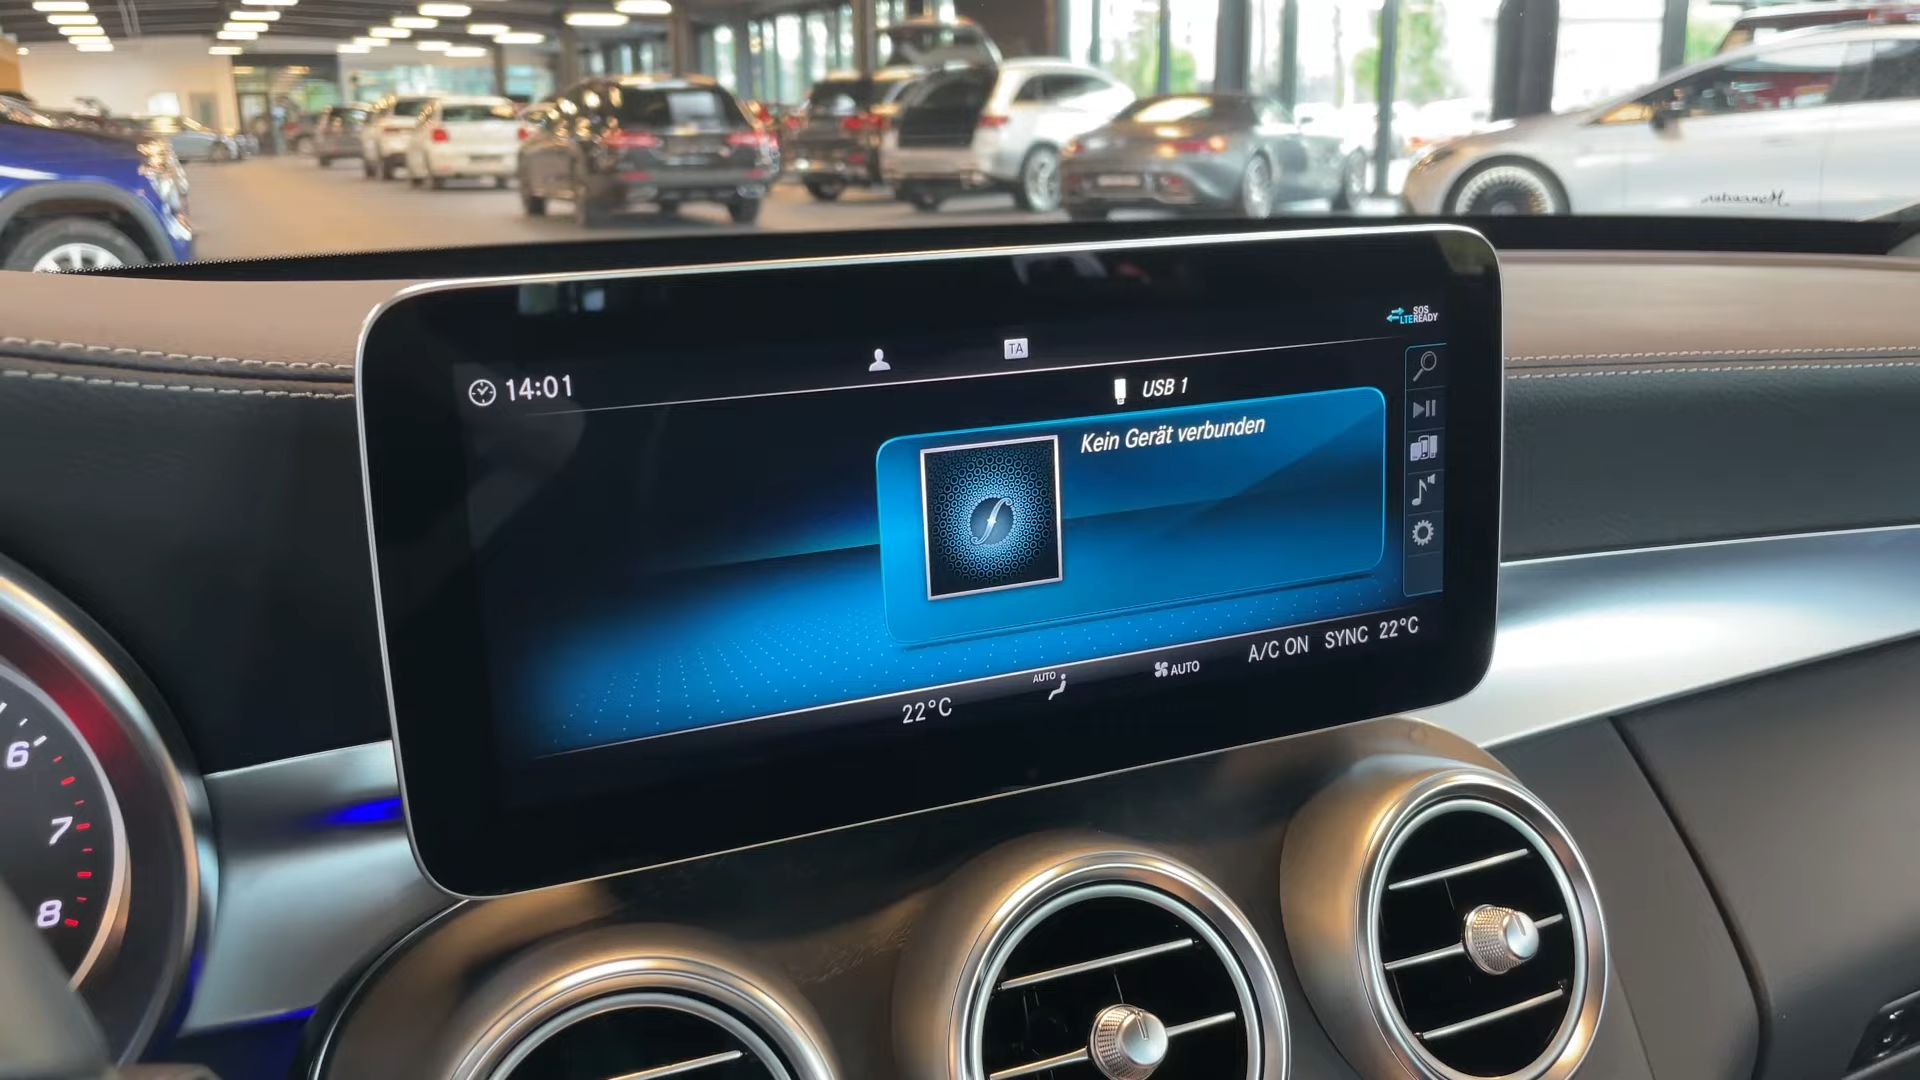 SOS
LTE READY
TA
14:01
USB 1
Kein Gerät verbunden
22°C
AUTO
AUTO
A/C ON SYNC 22°C
6
7
8